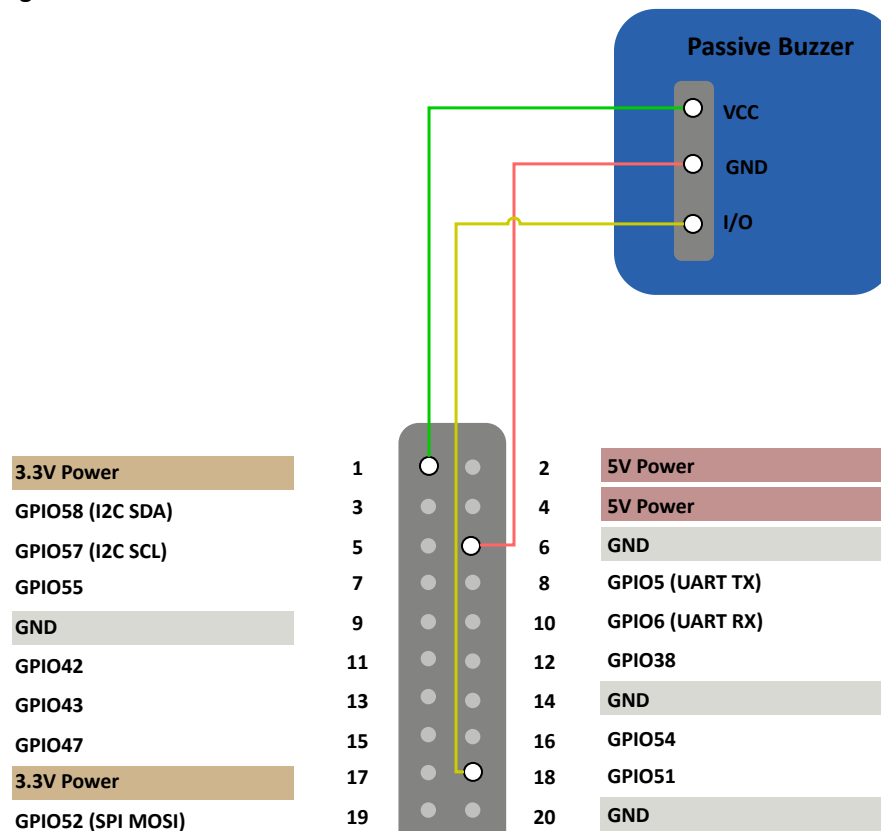 Passive Buzzer
VCC
GND
I/O
3.3V Power 1 2 5V Power
GPIO58 (I2C SDA) 3 4 5V Power
GPIO57 (I2C SCL) 5 6 GND
GPIO55 7 8 GPIO5 (UART TX)
GND 9 10 GPIO6 (UART RX)
GPIO42 11 12 GPIO38
GPIO43 13 14 GND
GPIO47 15 16 GPIO54
3.3V Power 17 18 GPIO51
GPIO52 (SPI MOSI) 19 20 GND